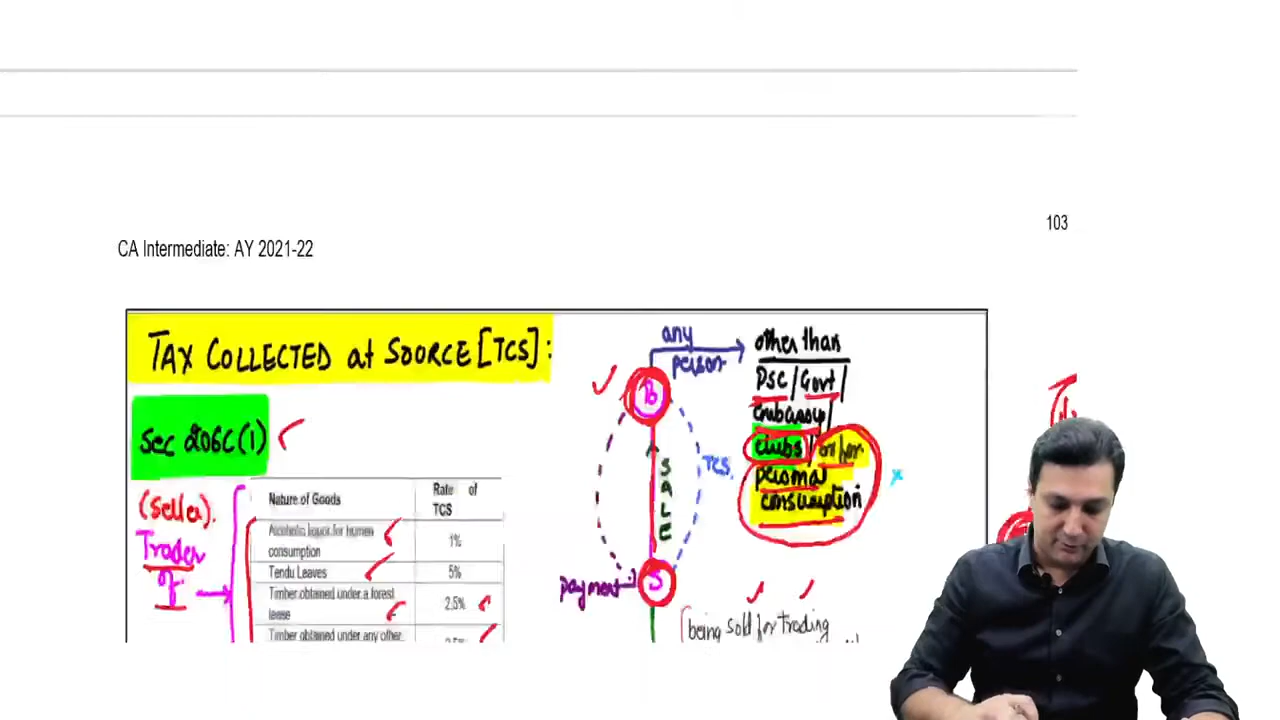 103
CA Intermediate: AY 2021-22
TAX COLLECTED at SOORCE [TCS] :
Sec 206C(1)
(Seller).
Trader
Nature of Goods
Rate of
TCS
Alcoholic liquor for human
consumption
1%
Tendu Leaves
5%
Timber obtained under a forest
lease
2.5%
Timber obtained under any other
any
person
other than
PSC / Govt /
embassy /
clubs / or for
personal
consumption
B
SALE
TCS.
payment
S
being sold for trading